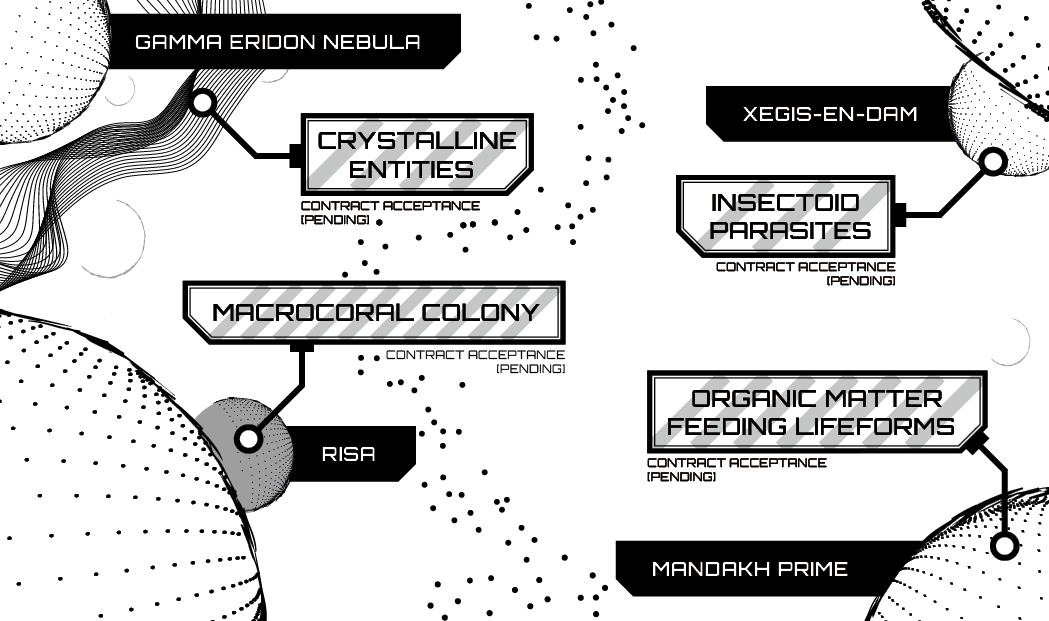 GAMMA ERIDON NEBULA
CRYSTALLINE
ENTITIES
CONTRACT ACCEPTANCE
[PENDING]
XEGIS-EN-DAM
INSECTOID
PARASITES
CONTRACT ACCEPTANCE
[PENDING]
MACROCORAL COLONY
CONTRACT ACCEPTANCE
[PENDING]
RISA
ORGANIC MATTER
FEEDING LIFEFORMS
CONTRACT ACCEPTANCE
[PENDING]
MANDAKH PRIME